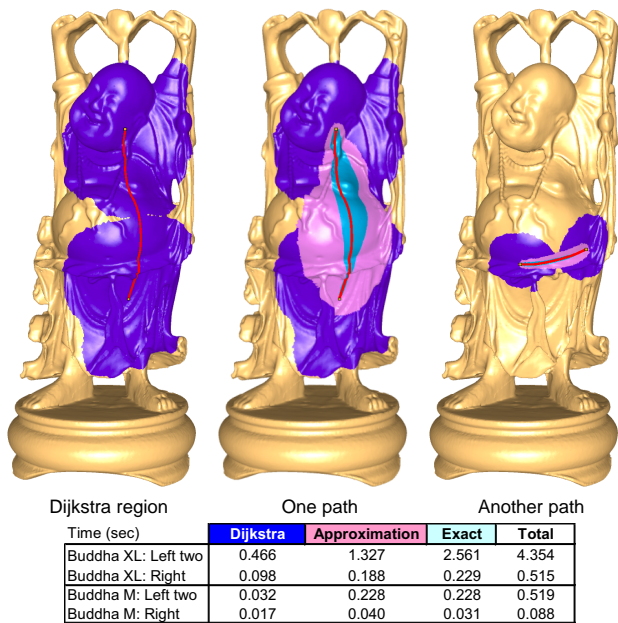 Dijkstra region One path Another path
Time (sec) Dijkstra Approximation Exact Total
Buddha XL: Left two 0.466 1.327 2.561 4.354
Buddha XL: Right 0.098 0.188 0.229 0.515
Buddha M: Left two 0.032 0.228 0.228 0.519
Buddha M: Right 0.017 0.040 0.031 0.088